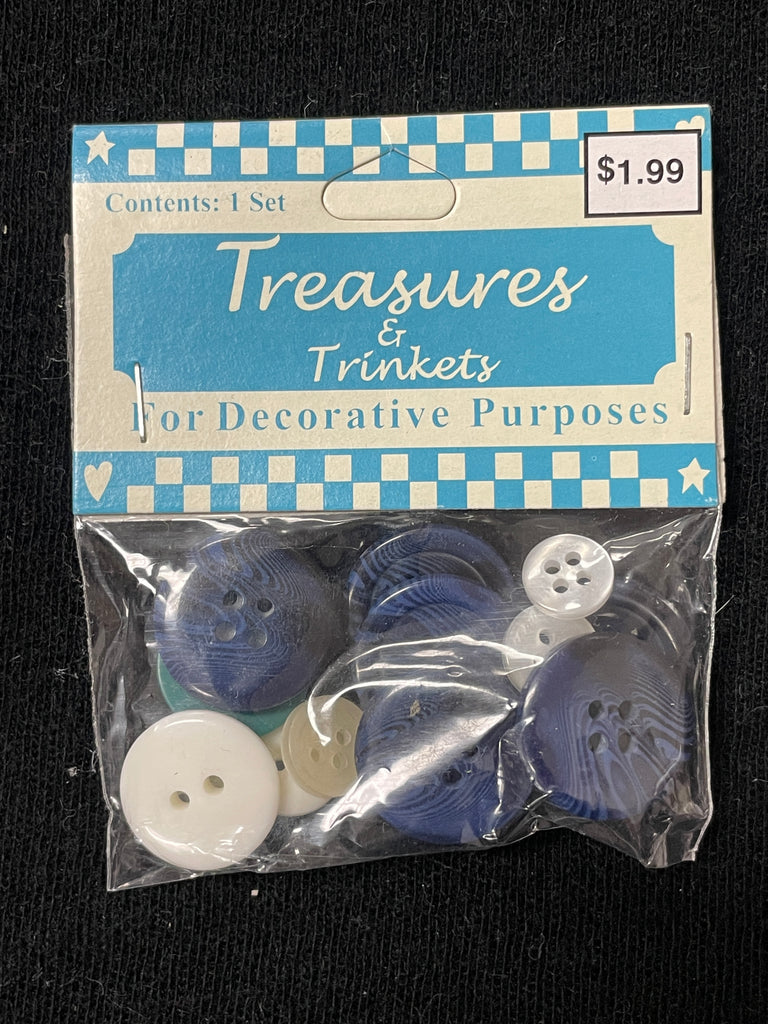 $1.99
Contents: 1 Set
Treasures
&
Trinkets
For Decorative Purposes